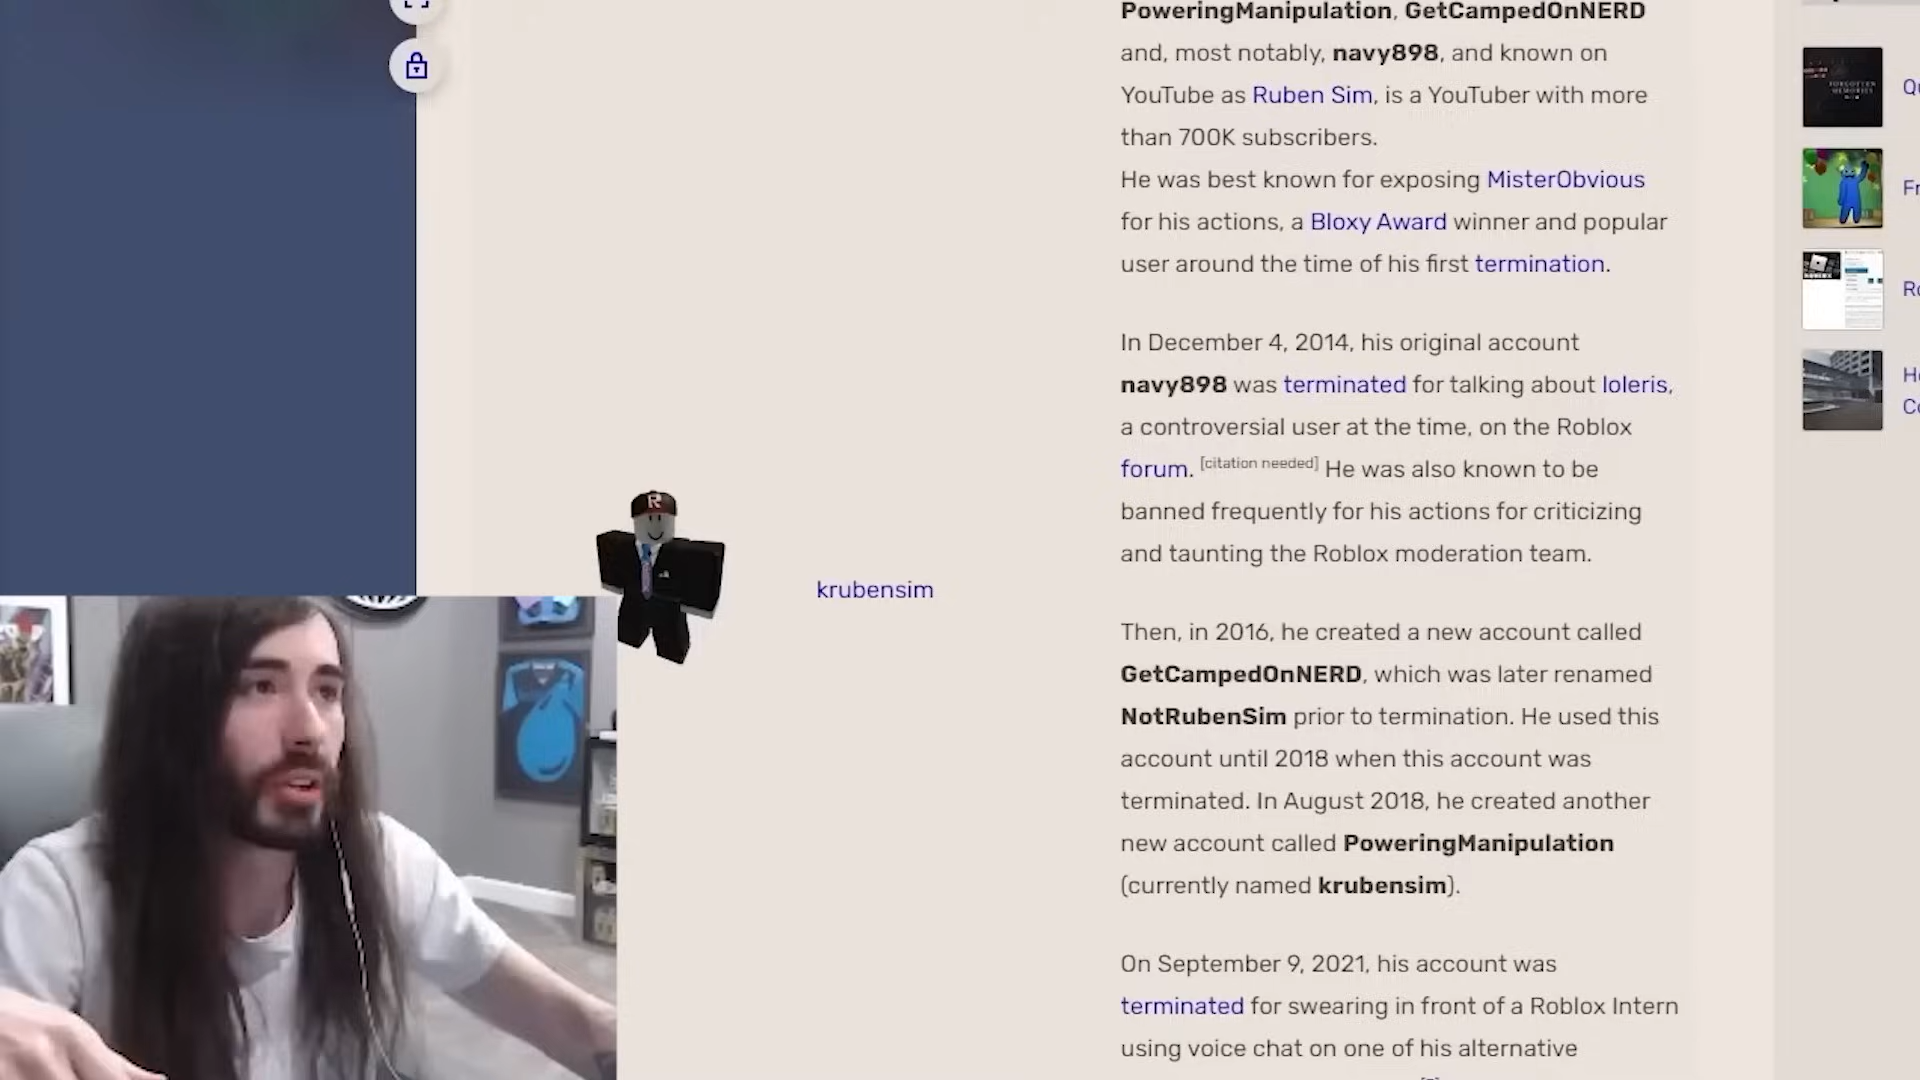 PoweringManipulation, GetCampedOnNERD
and, most notably, navy898, and known on
YouTube as Ruben Sim, is a YouTuber with more
than 700K subscribers.
He was best known for exposing MisterObvious
for his actions, a Bloxy Award winner and popular
user around the time of his first termination.
In December 4, 2014, his original account
navy898 was terminated for talking about loleris,
a controversial user at the time, on the Roblox
forum. [citation needed] He was also known to be
banned frequently for his actions for criticizing
and taunting the Roblox moderation team.
krubensim
Then, in 2016, he created a new account called
GetCampedOnNERD, which was later renamed
NotRubenSim prior to termination. He used this
account until 2018 when this account was
terminated. In August 2018, he created another
new account called PoweringManipulation
(currently named krubensim).
On September 9, 2021, his account was
terminated for swearing in front of a Roblox Intern
using voice chat on one of his alternative
R
FORGOTTEN
MEMORIES